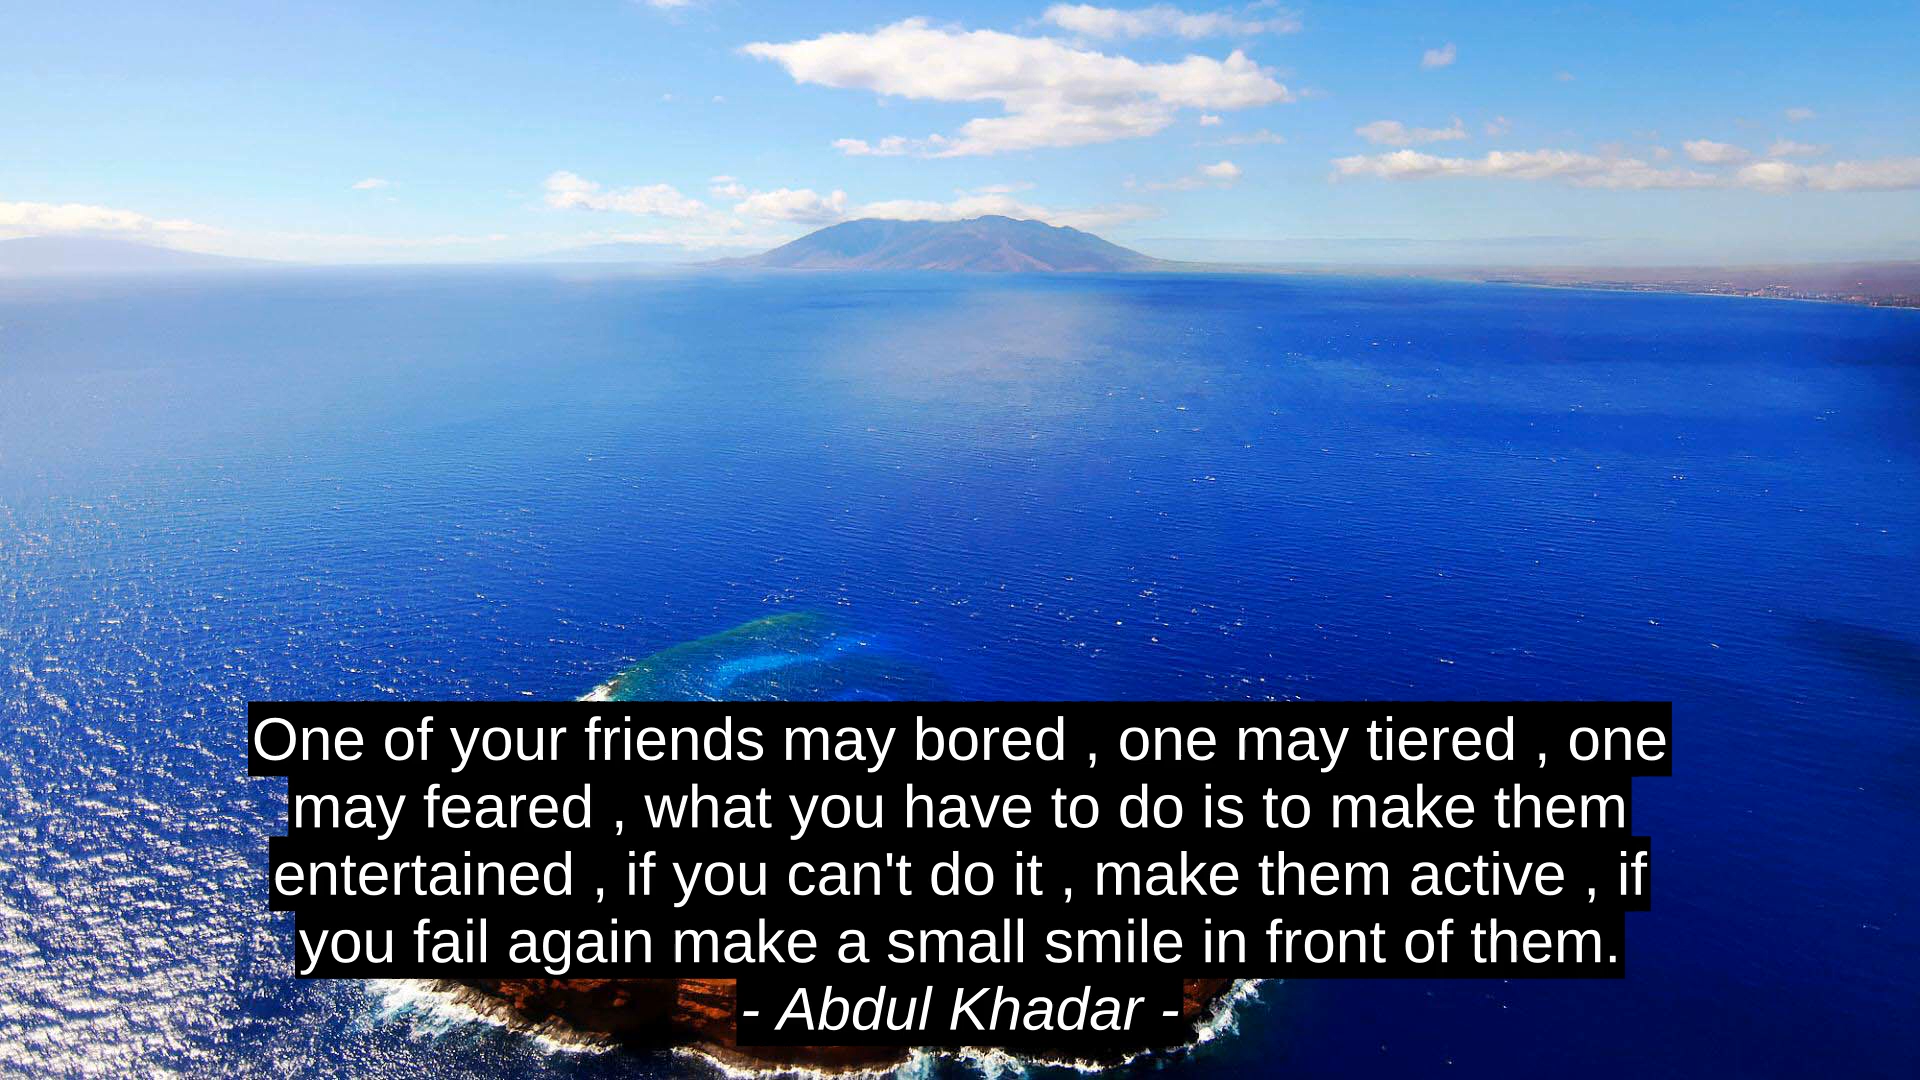 One of your friends may bored , one may tiered , one
may feared , what you have to do is to make them
entertained , if you can't do it , make them active , if
you fail again make a small smile in front of them.
- Abdul Khadar -